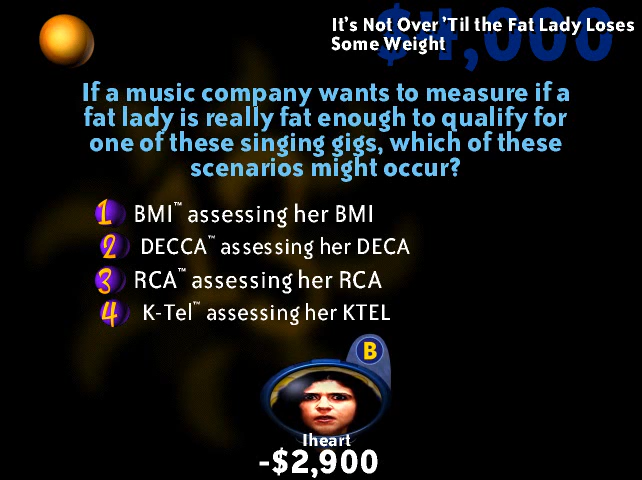 It's Not Over 'Til the Fat Lady Loses
Some Weight
$4,000
If a music company wants to measure if a
fat lady is really fat enough to qualify for
one of these singing gigs, which of these
scenarios might occur?
1 BMI™ assessing her BMI
2 DECCA™ assessing her DECA
3 RCA™ assessing her RCA
4 K-Tel™ assessing her KTEL
B
Iheart
-$2,900